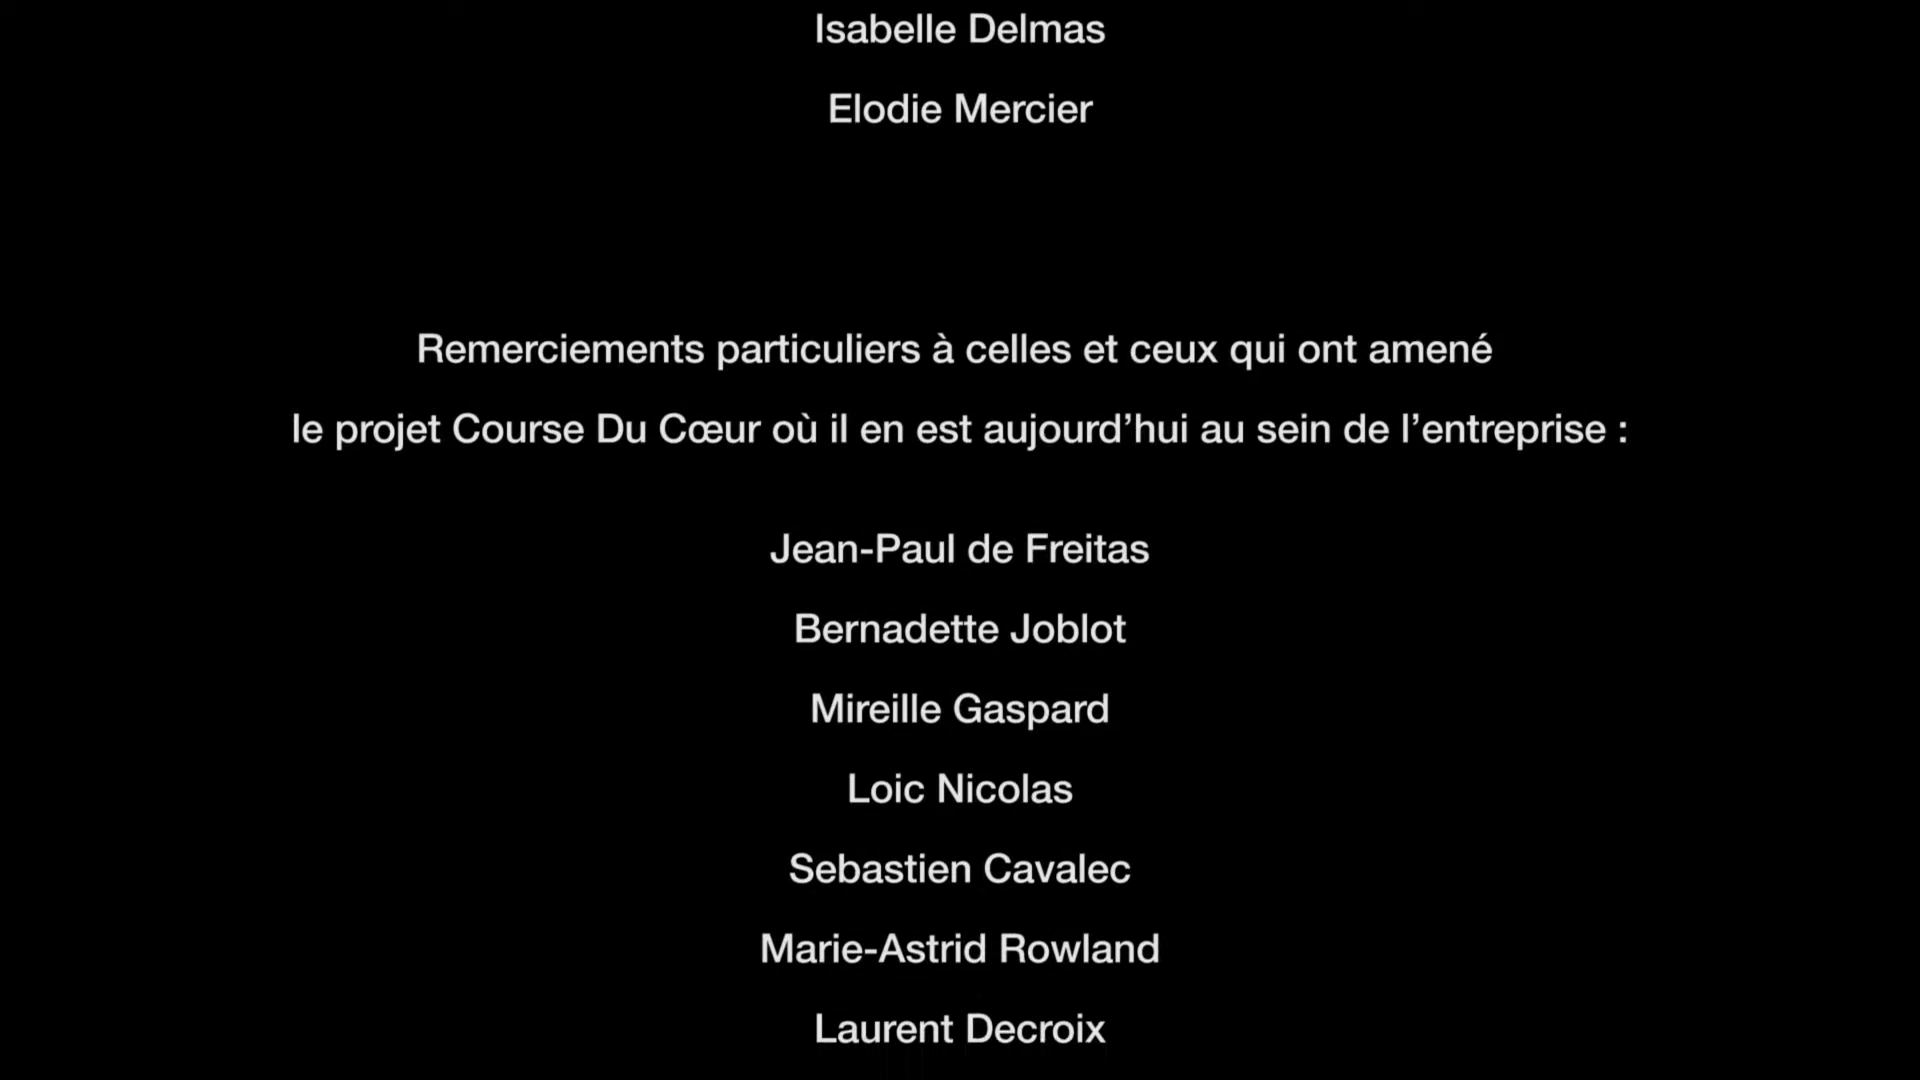 Isabelle Delmas
Elodie Mercier
Remerciements particuliers à celles et ceux qui ont amené
le projet Course Du Cœur où il en est aujourd’hui au sein de l’entreprise :
Jean-Paul de Freitas
Bernadette Joblot
Mireille Gaspard
Loic Nicolas
Sebastien Cavalec
Marie-Astrid Rowland
Laurent Decroix